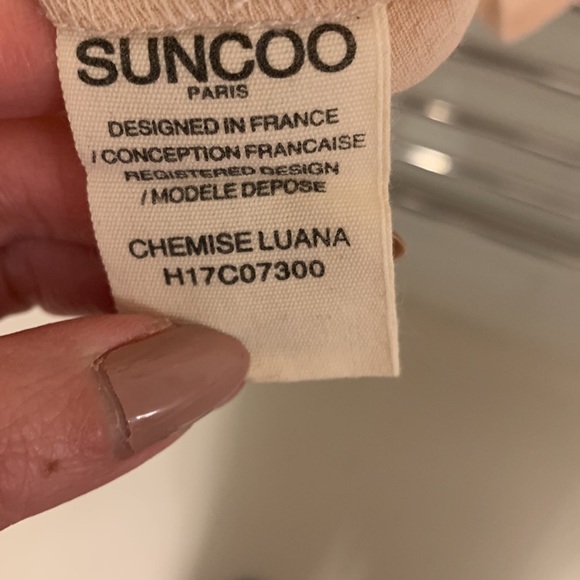 SUNCOO
PARIS
DESIGNED IN FRANCE
/ CONCEPTION FRANCAISE
REGISTERED DESIGN
/ MODELE DEPOSE
CHEMISE LUANA
H17C07300